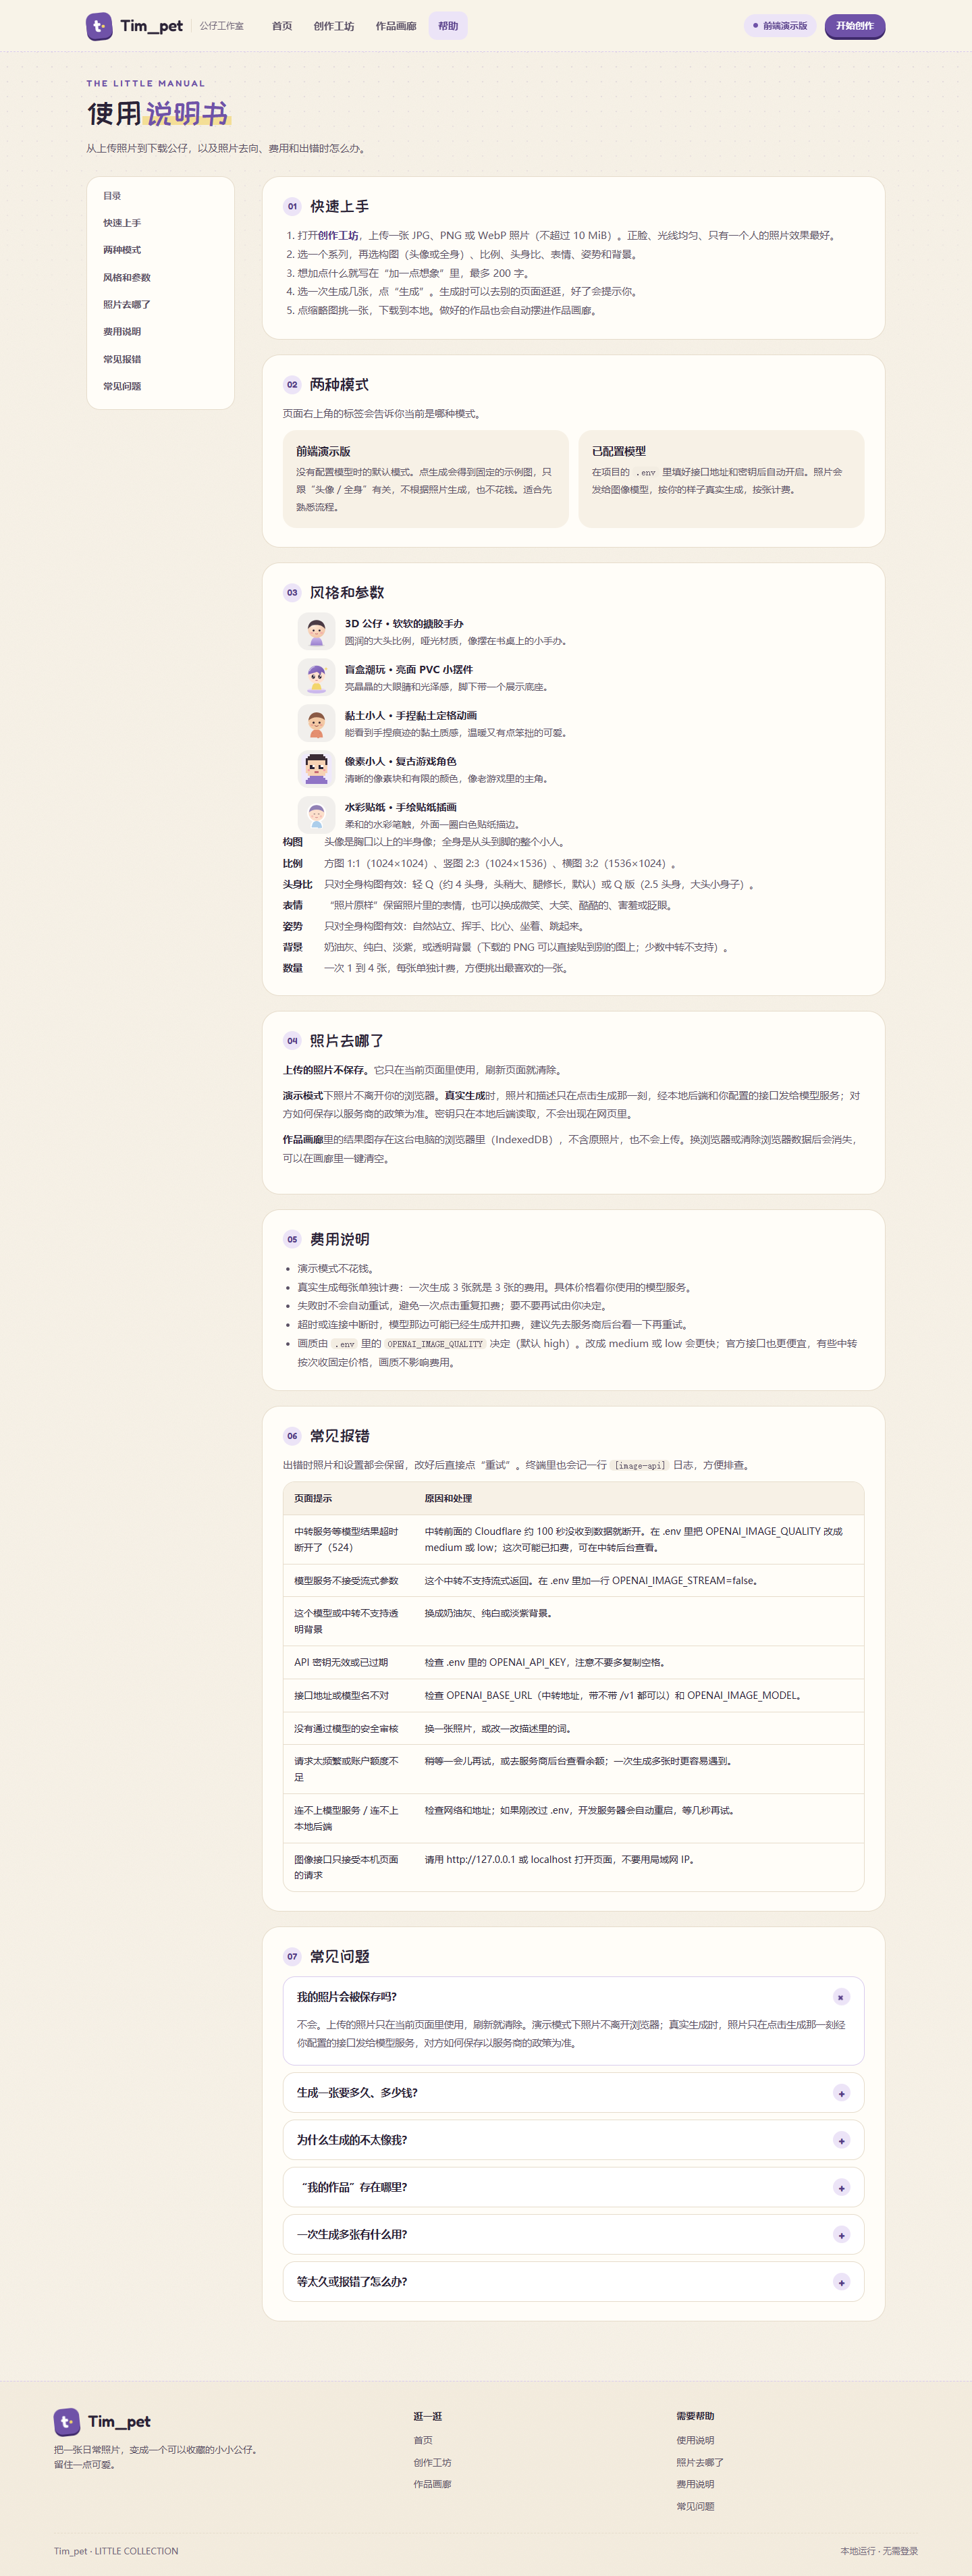 Tim_pet 公仔工作室 首页 创作工坊 作品画廊 帮助 前端演示版 开始创作
THE LITTLE MANUAL
使用说明书
从上传照片到下载公仔，以及照片去向、费用和出错时怎么办。
目录
快速上手
两种模式
风格和参数
照片去哪了
费用说明
常见报错
常见问题
01 快速上手
1. 打开创作工坊，上传一张 JPG、PNG 或 WebP 照片（不超过 10 MiB）。正脸、光线均匀、只有一个人的照片效果最好。
2. 选一个系列，再选构图（头像或全身）、比例、头身比、表情、姿势和背景。
3. 想加点什么就写在“加一点想象”里，最多 200 字。
4. 选一次生成几张，点“生成”。生成时可以去别的页面逛逛，好了会提示你。
5. 点缩略图挑一张，下载到本地。做好的作品也会自动摆进作品画廊。
02 两种模式
页面右上角的标签会告诉你当前是哪种模式。
前端演示版
没有配置模型时的默认模式。点生成会得到固定的示例图，只
跟“头像 / 全身”有关，不根据照片生成，也不花钱。适合先
熟悉流程。
已配置模型
在项目的 .env 里填好接口地址和密钥后自动开启。照片会
发给图像模型，按你的样子真实生成，按张计费。
03 风格和参数
3D 公仔 · 软软的搪胶手办
圆润的大头比例，哑光材质，像摆在书桌上的小手办。
盲盒潮玩 · 亮面 PVC 小摆件
亮晶晶的大眼睛和光泽感，脚下带一个展示底座。
黏土小人 · 手捏黏土定格动画
能看到手捏痕迹的黏土质感，温暖又有点笨拙的可爱。
像素小人 · 复古游戏角色
清晰的像素块和有限的颜色，像老游戏里的主角。
水彩贴纸 · 手绘贴纸插画
柔和的水彩笔触，外面一圈白色贴纸描边。
构图 头像是胸口以上的半身像；全身是从头到脚的整个小人。
比例 方图 1:1（1024×1024）、竖图 2:3（1024×1536）、横图 3:2（1536×1024）。
头身比 只对全身构图有效：轻 Q（约 4 头身，头稍大、腿修长，默认）或 Q 版（2.5 头身，大头小身子）。
表情 “照片原样”保留照片里的表情，也可以换成微笑、大笑、酷酷的、害羞或眨眼。
姿势 只对全身构图有效：自然站立、挥手、比心、坐着、跳起来。
背景 奶油灰、纯白、淡紫，或透明背景（下载的 PNG 可以直接贴到别的图上；少数中转不支持）。
数量 一次 1 到 4 张，每张单独计费，方便挑出最喜欢的一张。
04 照片去哪了
上传的照片不保存。它只在当前页面里使用，刷新页面就清除。
演示模式下照片不离开你的浏览器。真实生成时，照片和描述只在点击生成那一刻，经本地后端和你配置的接口发给模型服务；对
方如何保存以服务商的政策为准。密钥只在本地后端读取，不会出现在网页里。
作品画廊里的结果图存在这台电脑的浏览器里（IndexedDB），不含原照片，也不会上传。换浏览器或清除浏览器数据后会消失，
可以在画廊里一键清空。
05 费用说明
• 演示模式不花钱。
• 真实生成每张单独计费：一次生成 3 张就是 3 张的费用。具体价格看你使用的模型服务。
• 失败时不会自动重试，避免一次点击重复扣费；要不要再试由你决定。
• 超时或连接中断时，模型那边可能已经生成并扣费，建议先去服务商后台看一下再重试。
• 画质由 .env 里的 OPENAI_IMAGE_QUALITY 决定（默认 high）。改成 medium 或 low 会更快；官方接口也更便宜，有些中转
按次收固定价格，画质不影响费用。
06 常见报错
出错时照片和设置都会保留，改好后直接点“重试”。终端里也会记一行 [image-api] 日志，方便排查。
页面提示 原因和处理
中转服务等模型结果超时
断开了（524）
中转前面的 Cloudflare 约 100 秒没收到数据就断开。在 .env 里把 OPENAI_IMAGE_QUALITY 改成
medium 或 low；这次可能已扣费，可在中转后台查看。
模型服务不接受流式参数 这个中转不支持流式返回。在 .env 里加一行 OPENAI_IMAGE_STREAM=false。
这个模型或中转不支持透
明背景
换成奶油灰、纯白或淡紫背景。
API 密钥无效或已过期 检查 .env 里的 OPENAI_API_KEY，注意不要多复制空格。
接口地址或模型名不对 检查 OPENAI_BASE_URL（中转地址，带不带 /v1 都可以）和 OPENAI_IMAGE_MODEL。
没有通过模型的安全审核 换一张照片，或改一改描述里的词。
请求太频繁或账户额度不
足
稍等一会儿再试，或去服务商后台查看余额；一次生成多张时更容易遇到。
连不上模型服务 / 连不上
本地后端
检查网络和地址；如果刚改过 .env，开发服务器会自动重启，等几秒再试。
图像接口只接受本机页面
的请求
请用 http://127.0.0.1 或 localhost 打开页面，不要用局域网 IP。
07 常见问题
我的照片会被保存吗？
不会。上传的照片只在当前页面里使用，刷新就清除。演示模式下照片不离开浏览器；真实生成时，照片只在点击生成那一刻经
你配置的接口发给模型服务，对方如何保存以服务商的政策为准。
生成一张要多久、多少钱？ +
为什么生成的不太像我？ +
“我的作品”存在哪里？ +
一次生成多张有什么用？ +
等太久或报错了怎么办？ +
Tim_pet
把一张日常照片，变成一个可以收藏的小小公仔。
留住一点可爱。
逛一逛
首页
创作工坊
作品画廊
需要帮助
使用说明
照片去哪了
费用说明
常见问题
Tim_pet · LITTLE COLLECTION 本地运行 · 无需登录